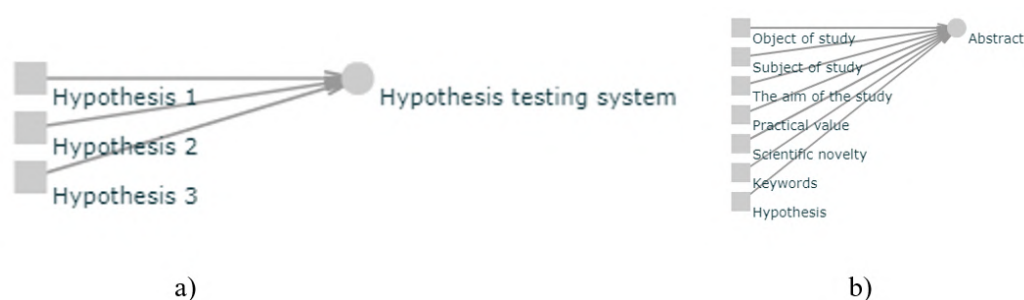 Hypothesis 1
Hypothesis 2
Hypothesis 3
Hypothesis testing system
a)
Object of study
Subject of study
The aim of the study
Practical value
Scientific novelty
Keywords
Hypothesis
Abstract
b)